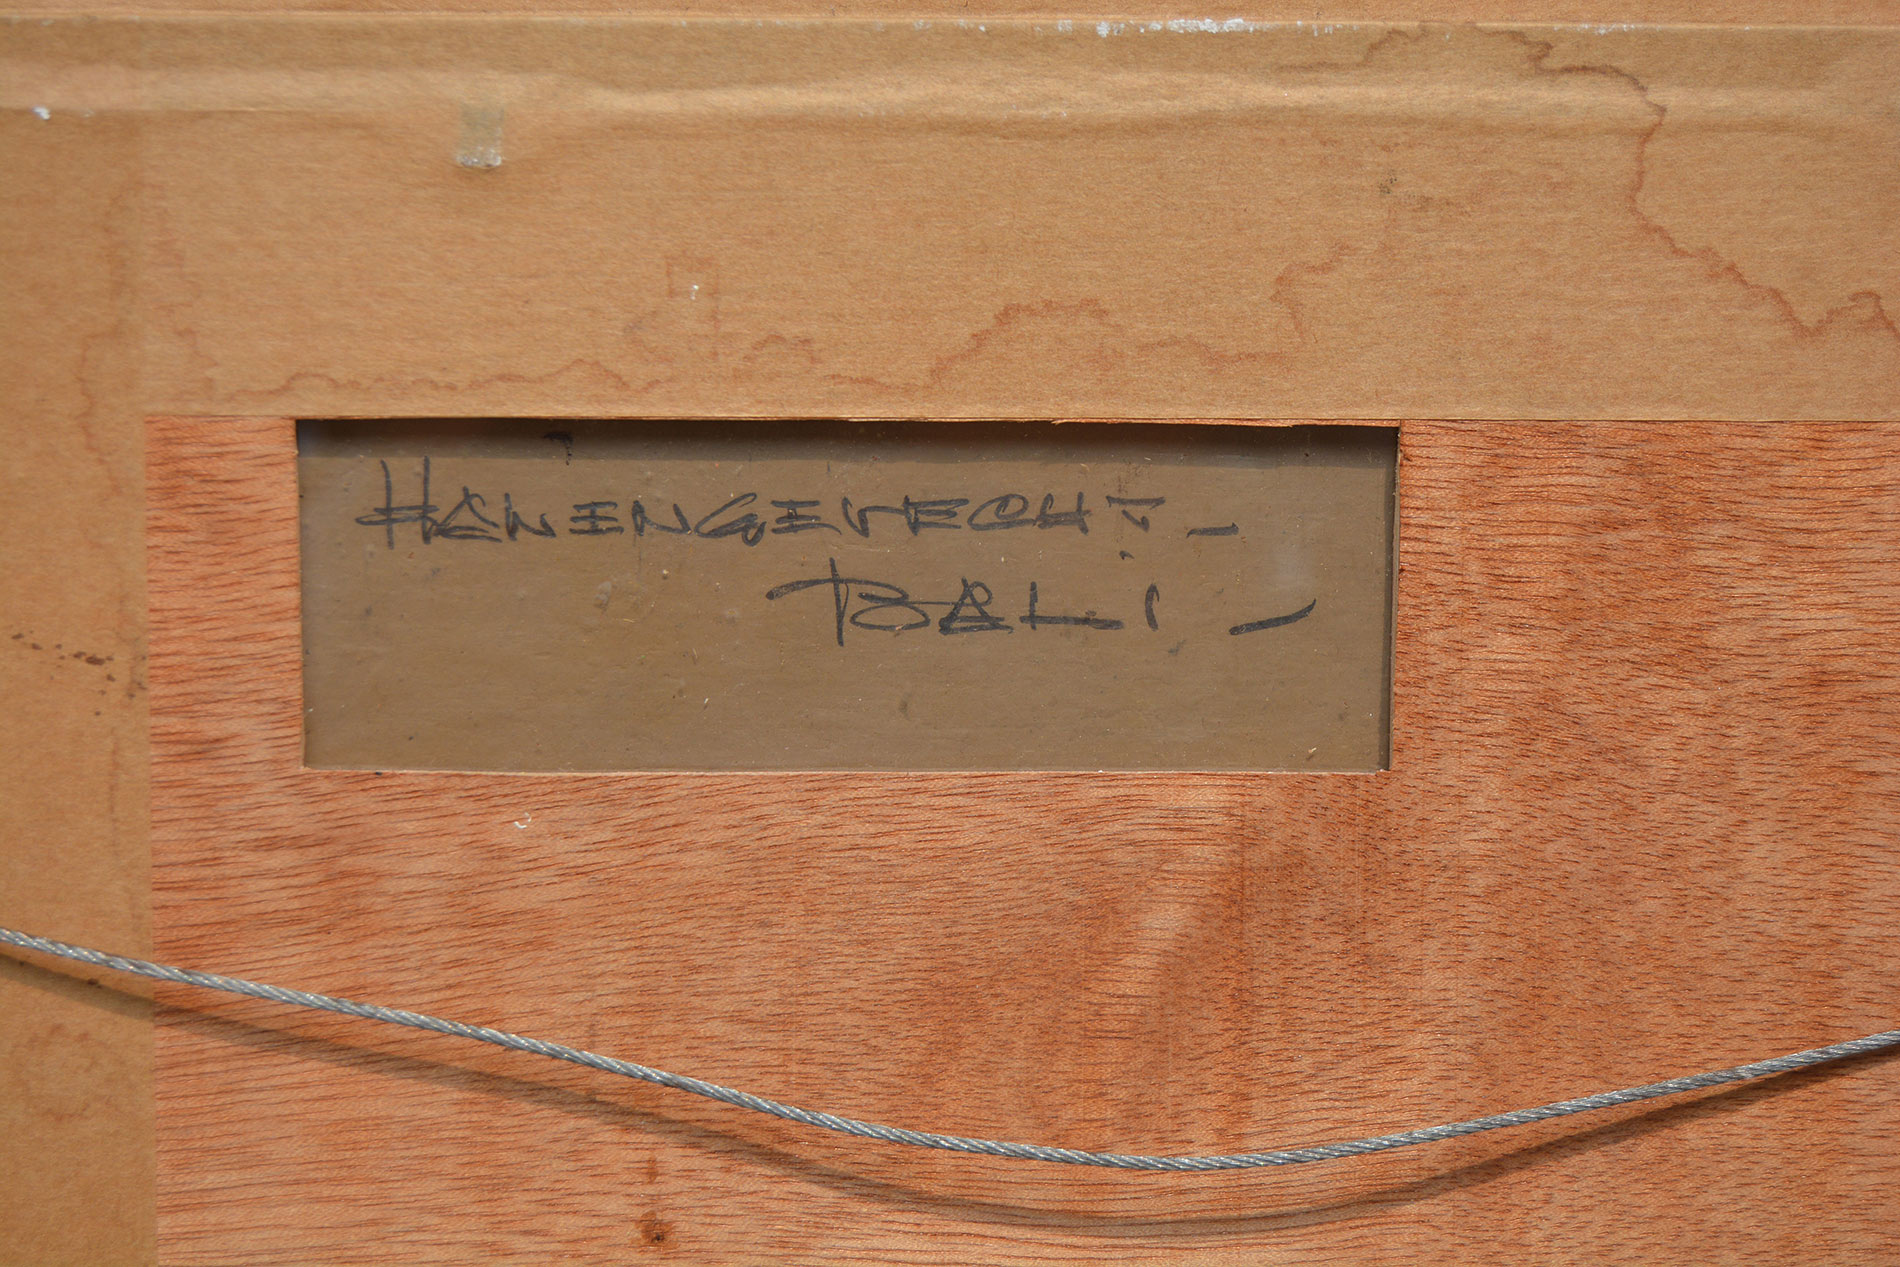 HANENGEVECHT –
BALI –